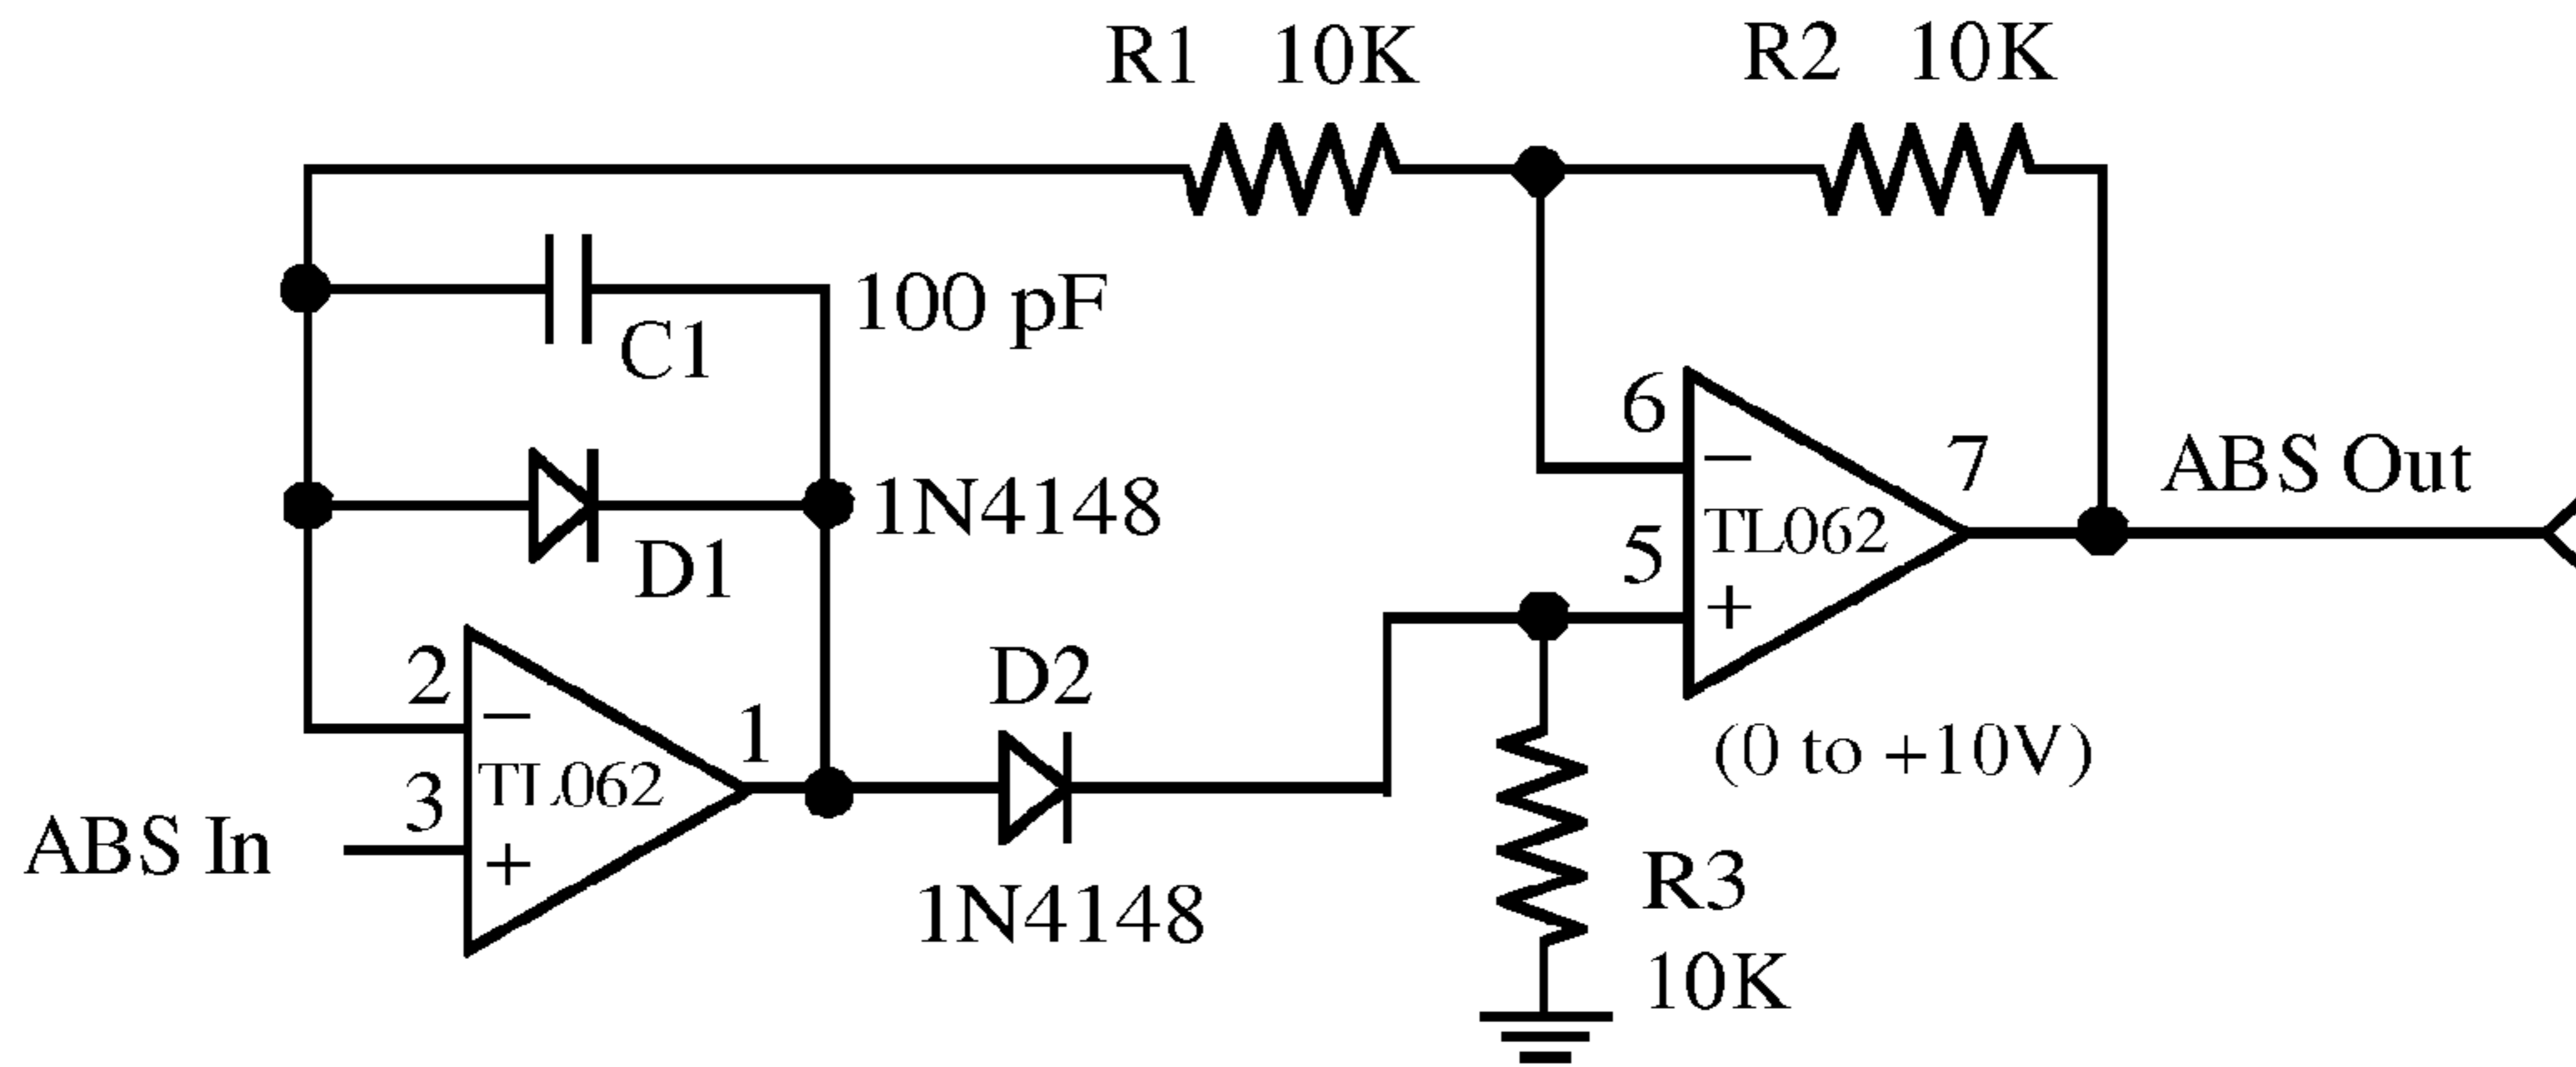 R1 10K
R2 10K
100 pF
C1
6
7
ABS Out
1N4148
TL062
5
D1
2
D2
1
(0 to +10V)
TL062
3
ABS In
R3
1N4148
10K